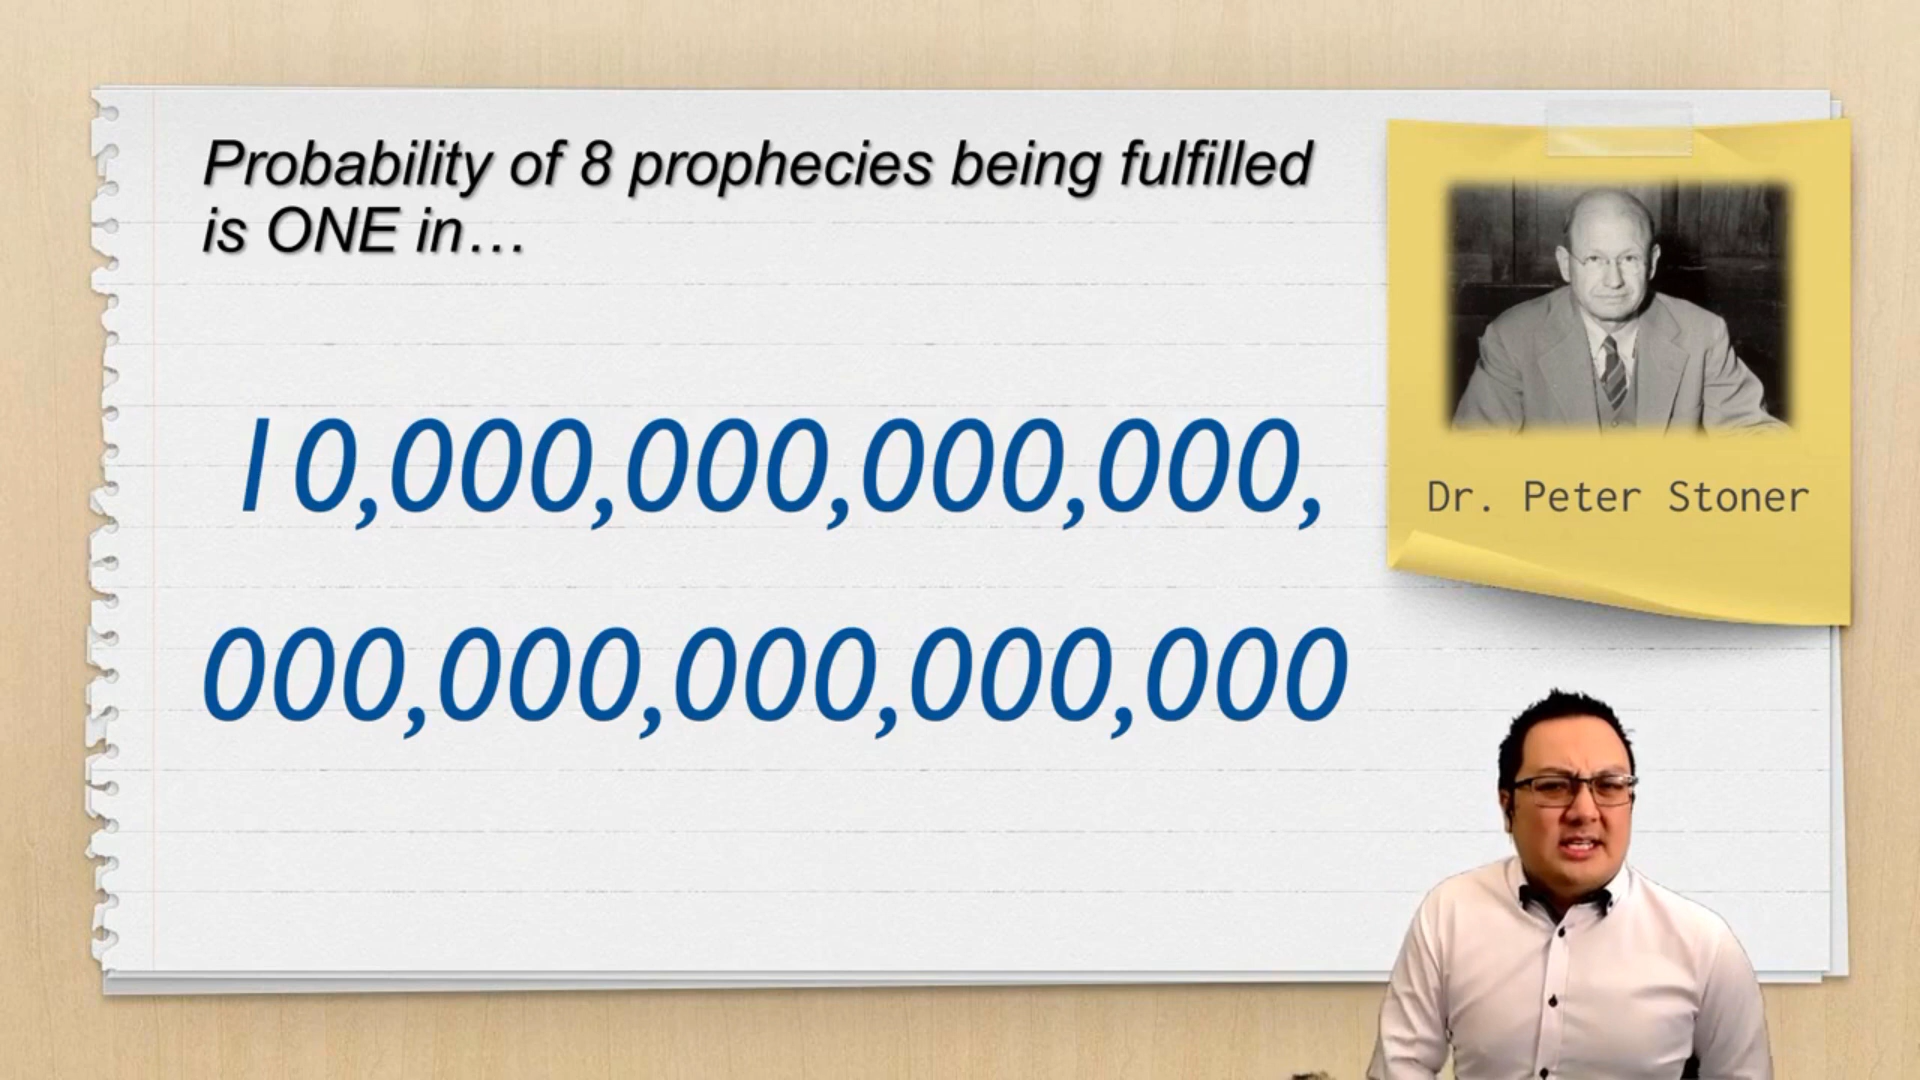 Probability of 8 prophecies being fulfilled
is ONE in…
10,000,000,000,000,
000,000,000,000,000
Dr. Peter Stoner